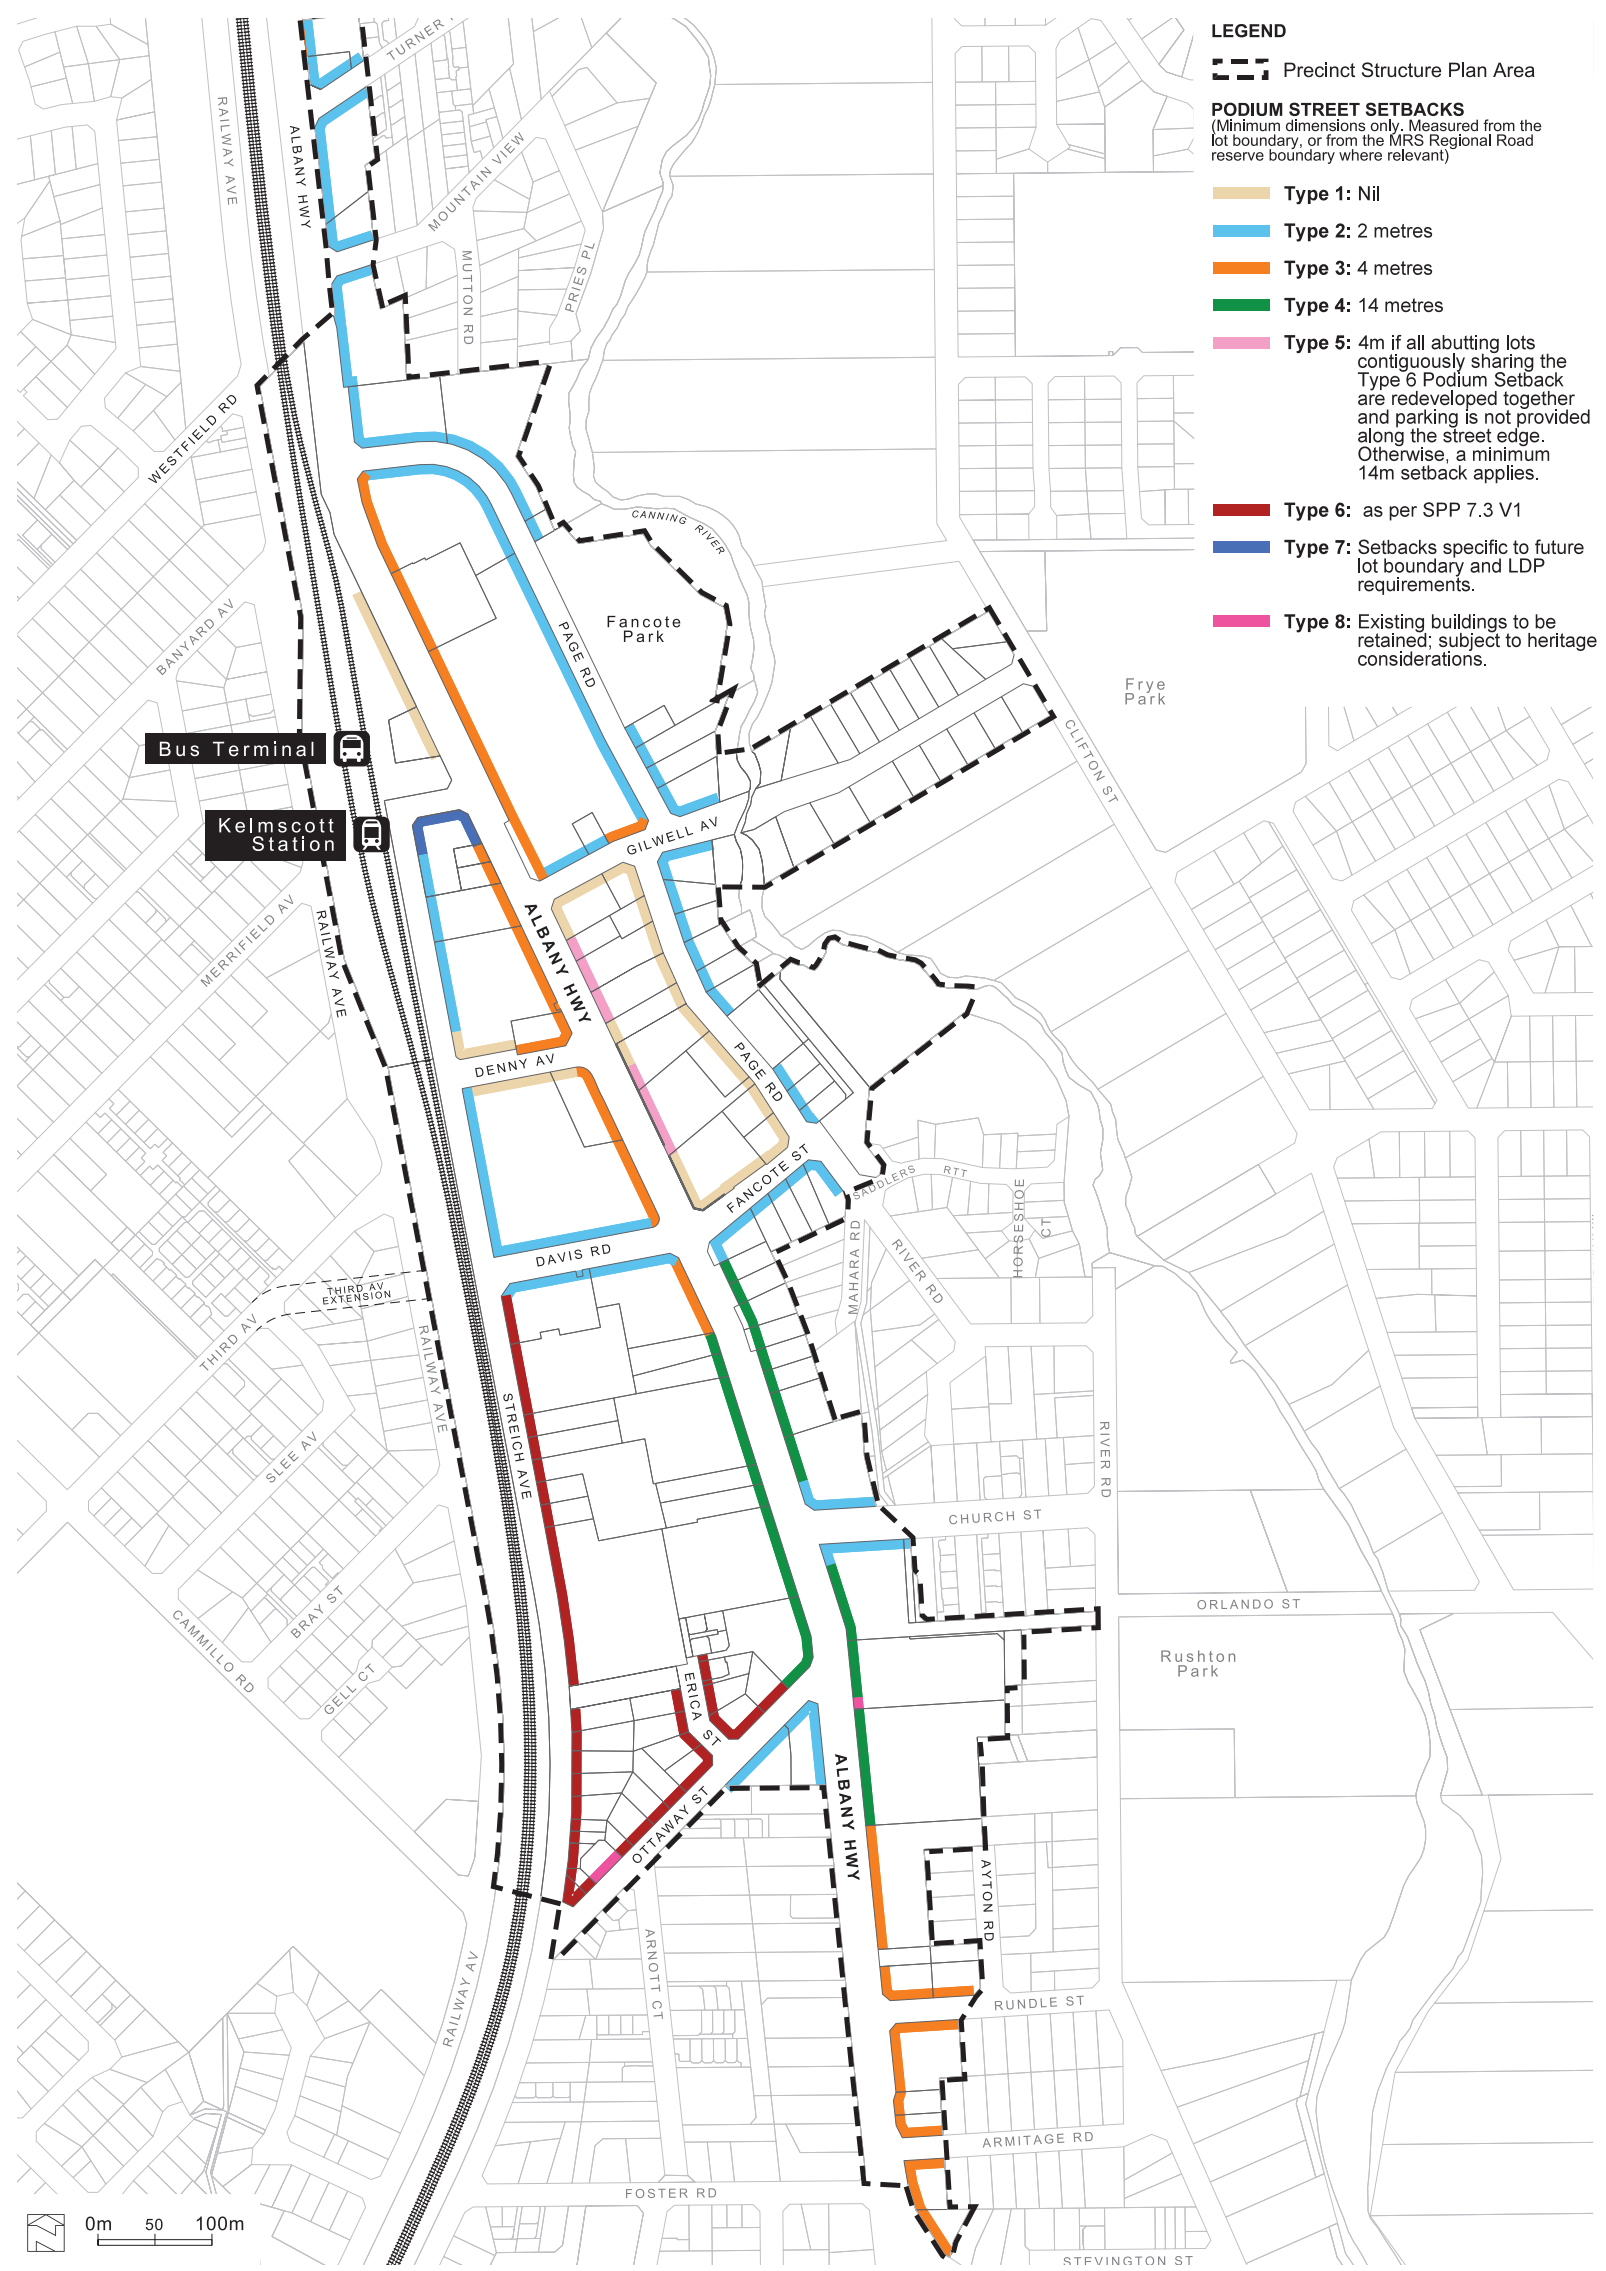 LEGEND
Precinct Structure Plan Area
PODIUM STREET SETBACKS
(Minimum dimensions only. Measured from the
lot boundary, or from the MRS Regional Road
reserve boundary where relevant)
Type 1: Nil
Type 2: 2 metres
Type 3: 4 metres
Type 4: 14 metres
Type 5: 4m if all abutting lots
contiguously sharing the
Type 6 Podium Setback
are redeveloped together
and parking is not provided
along the street edge.
Otherwise, a minimum
14m setback applies.
Type 6: as per SPP 7.3 V1
Type 7: Setbacks specific to future
lot boundary and LDP
requirements.
Type 8: Existing buildings to be
retained; subject to heritage
considerations.
TURNER
RAILWAY AVE
ALBANY HWY
MOUNTAIN VIEW
MUTTON RD
PRIES PL
WESTFIELD RD
CANNING RIVER
BANYARD AV
PAGE RD
Fancote
Park
Frye
Park
CLIFTON ST
Bus Terminal
Kelmscott
Station
GILWELL AV
MERRIFIELD AV
RAILWAY AVE
ALBANY HWY
DENNY AV
PAGE RD
FANCOTE ST
SADDLERS RTT
HORSESHOE
CT
MAHARA RD
RIVER RD
DAVIS RD
THIRD AV
EXTENSION
THIRD AV
RAILWAY AVE
STREICH AVE
SLEE AV
RIVER RD
CHURCH ST
BRAY ST
CAMMILLO RD
GELL CT
ORLANDO ST
Rushton
Park
ERICA ST
OTTAWAY ST
ALBANY HWY
AYTON RD
ARNOTT CT
RAILWAY AV
RUNDLE ST
ARMITAGE RD
FOSTER RD
STEVINGTON ST
0m 50 100m